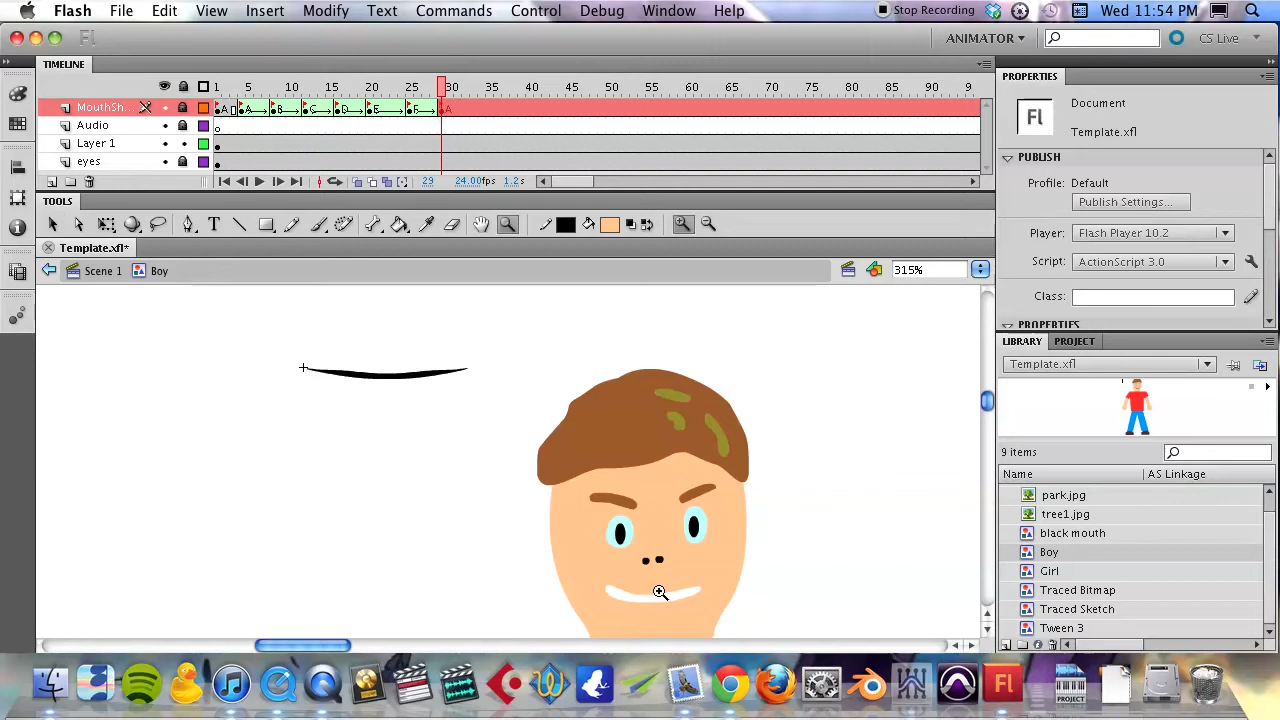 Flash File Edit View Insert Modify Text Commands Control Debug Window Help Stop Recording Wed 11:54 PM
Fl ANIMATOR CS Live
TIMELINE
1 5 10 15 20 25 30 35 40 45 50 55 60 65 70 75 80 85 90 9
MouthSh... A A B C D E F A
Audio
Layer 1
eyes
29 24.00fps 1.2s
TOOLS
Template.xfl*
Scene 1 Boy 315%
PROPERTIES
Fl Document
Template.xfl
PUBLISH
Profile: Default
Publish Settings...
Player: Flash Player 10.2
Script: ActionScript 3.0
Class:
PROPERTIES
LIBRARY PROJECT
Template.xfl
9 items
Name AS Linkage
park.jpg
tree1.jpg
black mouth
Boy
Girl
Traced Bitmap
Traced Sketch
Tween 3
Fl PROJECT